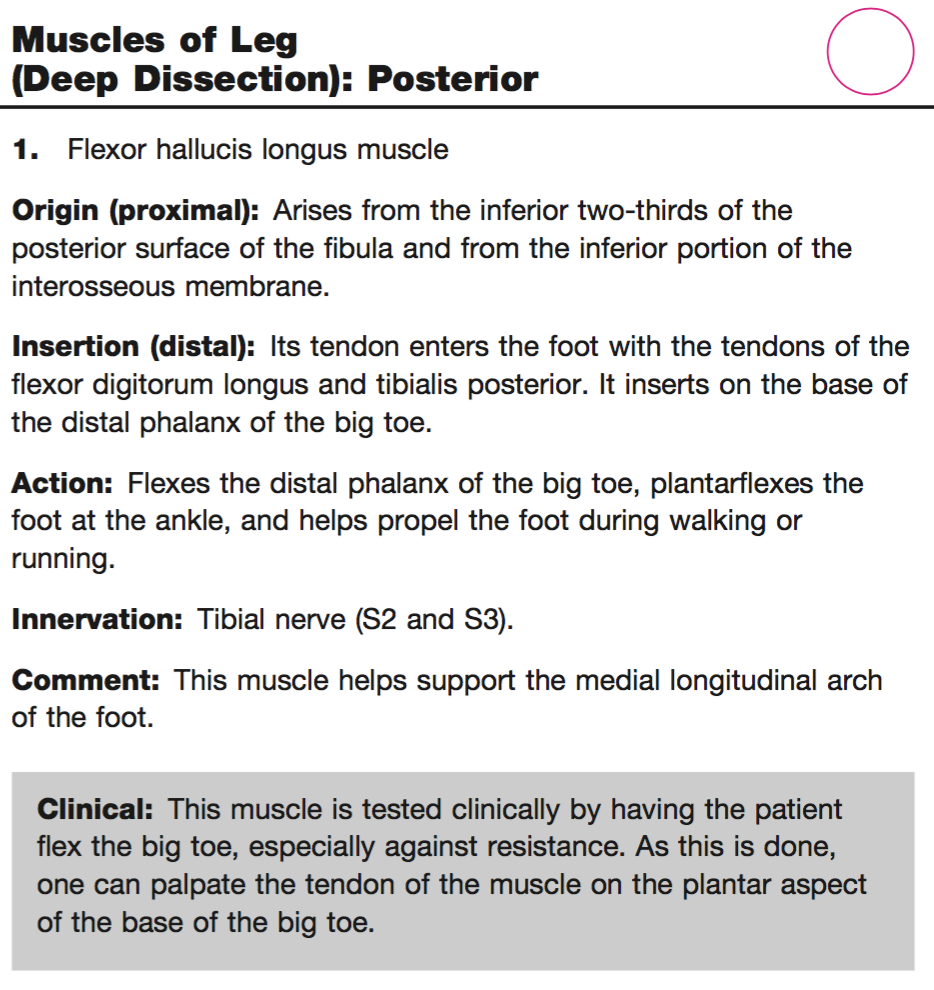 Muscles of Leg
(Deep Dissection): Posterior
1. Flexor hallucis longus muscle
Origin (proximal): Arises from the inferior two-thirds of the
posterior surface of the fibula and from the inferior portion of the
interosseous membrane.
Insertion (distal): Its tendon enters the foot with the tendons of the
flexor digitorum longus and tibialis posterior. It inserts on the base of
the distal phalanx of the big toe.
Action: Flexes the distal phalanx of the big toe, plantarflexes the
foot at the ankle, and helps propel the foot during walking or
running.
Innervation: Tibial nerve (S2 and S3).
Comment: This muscle helps support the medial longitudinal arch
of the foot.
Clinical: This muscle is tested clinically by having the patient
flex the big toe, especially against resistance. As this is done,
one can palpate the tendon of the muscle on the plantar aspect
of the base of the big toe.